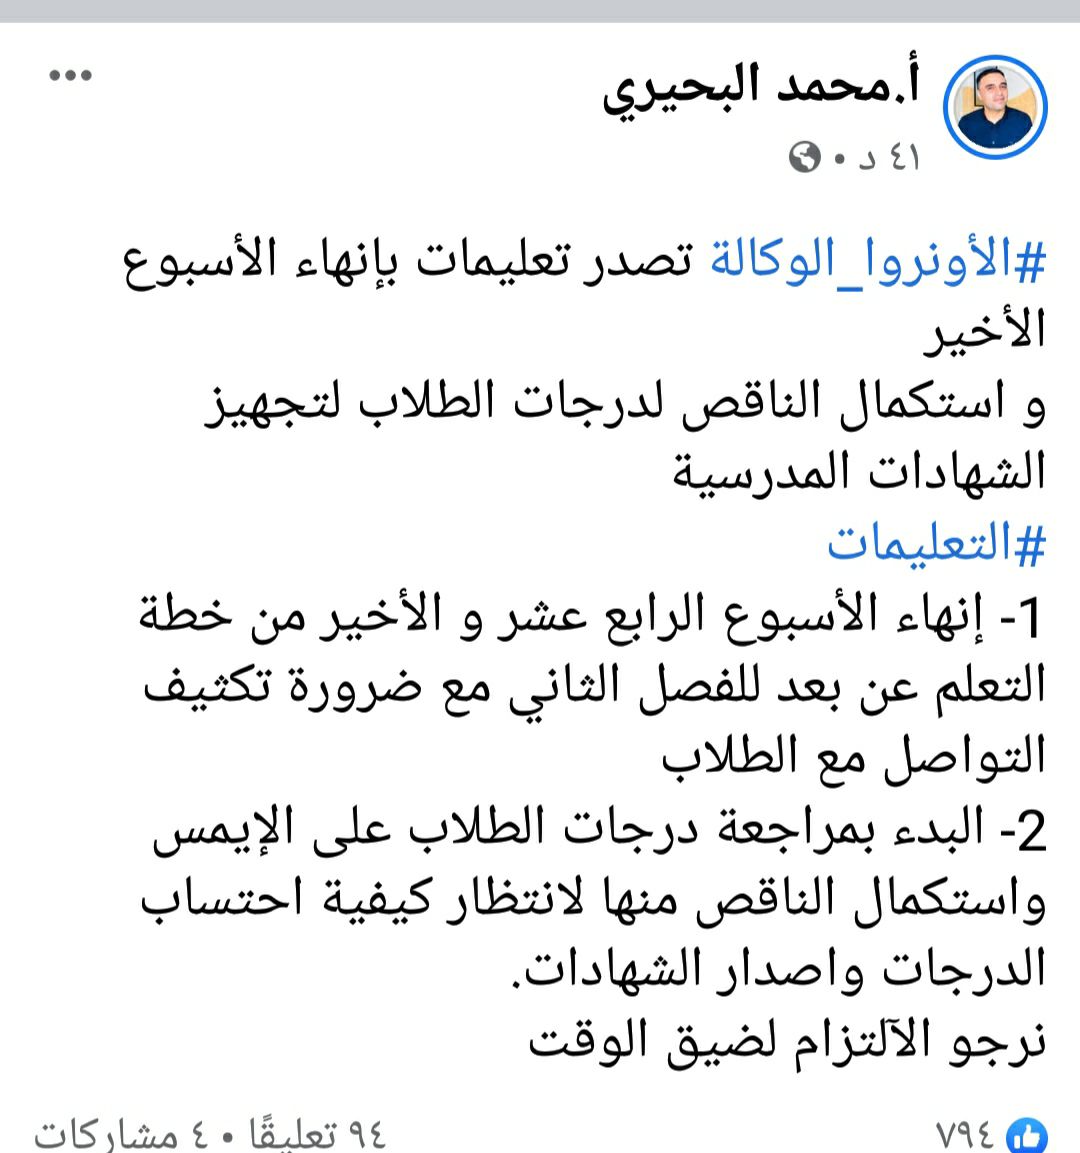 أ.محمد البحيري
٤١ د •
#الأونروا_الوكالة تصدر تعليمات بإنهاء الأسبوع
الأخير
و استكمال الناقص لدرجات الطلاب لتجهيز
الشهادات المدرسية
#التعليمات
1- إنهاء الأسبوع الرابع عشر و الأخير من خطة
التعلم عن بعد للفصل الثاني مع ضرورة تكثيف
التواصل مع الطلاب
2- البدء بمراجعة درجات الطلاب على الإيمس
واستكمال الناقص منها لانتظار كيفية احتساب
الدرجات واصدار الشهادات.
نرجو الآلتزام لضيق الوقت
٧٩٤
٩٤ تعليقًا • ٤ مشاركات